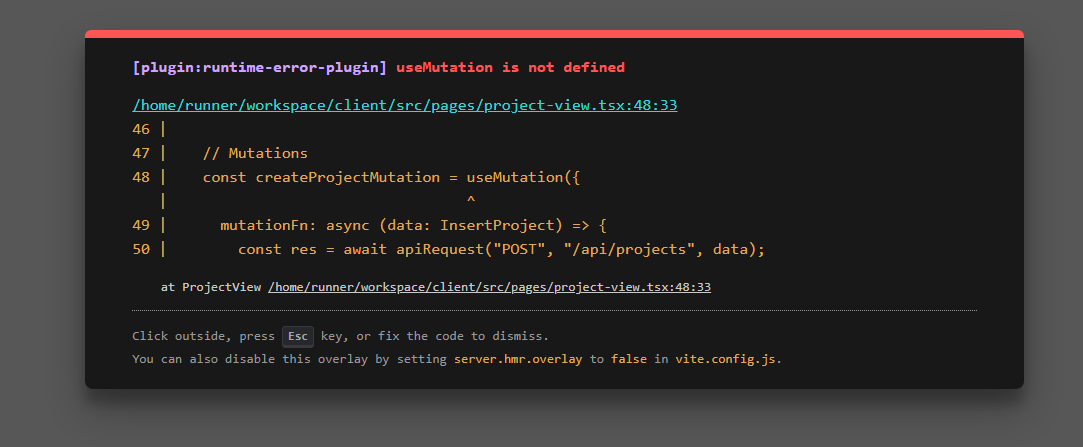 [plugin:runtime-error-plugin] useMutation is not defined
/home/runner/workspace/client/src/pages/project-view.tsx:48:33
46 |
47 |    // Mutations
48 |    const createProjectMutation = useMutation({
   |                                  ^
49 |      mutationFn: async (data: InsertProject) => {
50 |        const res = await apiRequest("POST", "/api/projects", data);
at ProjectView /home/runner/workspace/client/src/pages/project-view.tsx:48:33
Click outside, press Esc key, or fix the code to dismiss.
You can also disable this overlay by setting server.hmr.overlay to false in vite.config.js.